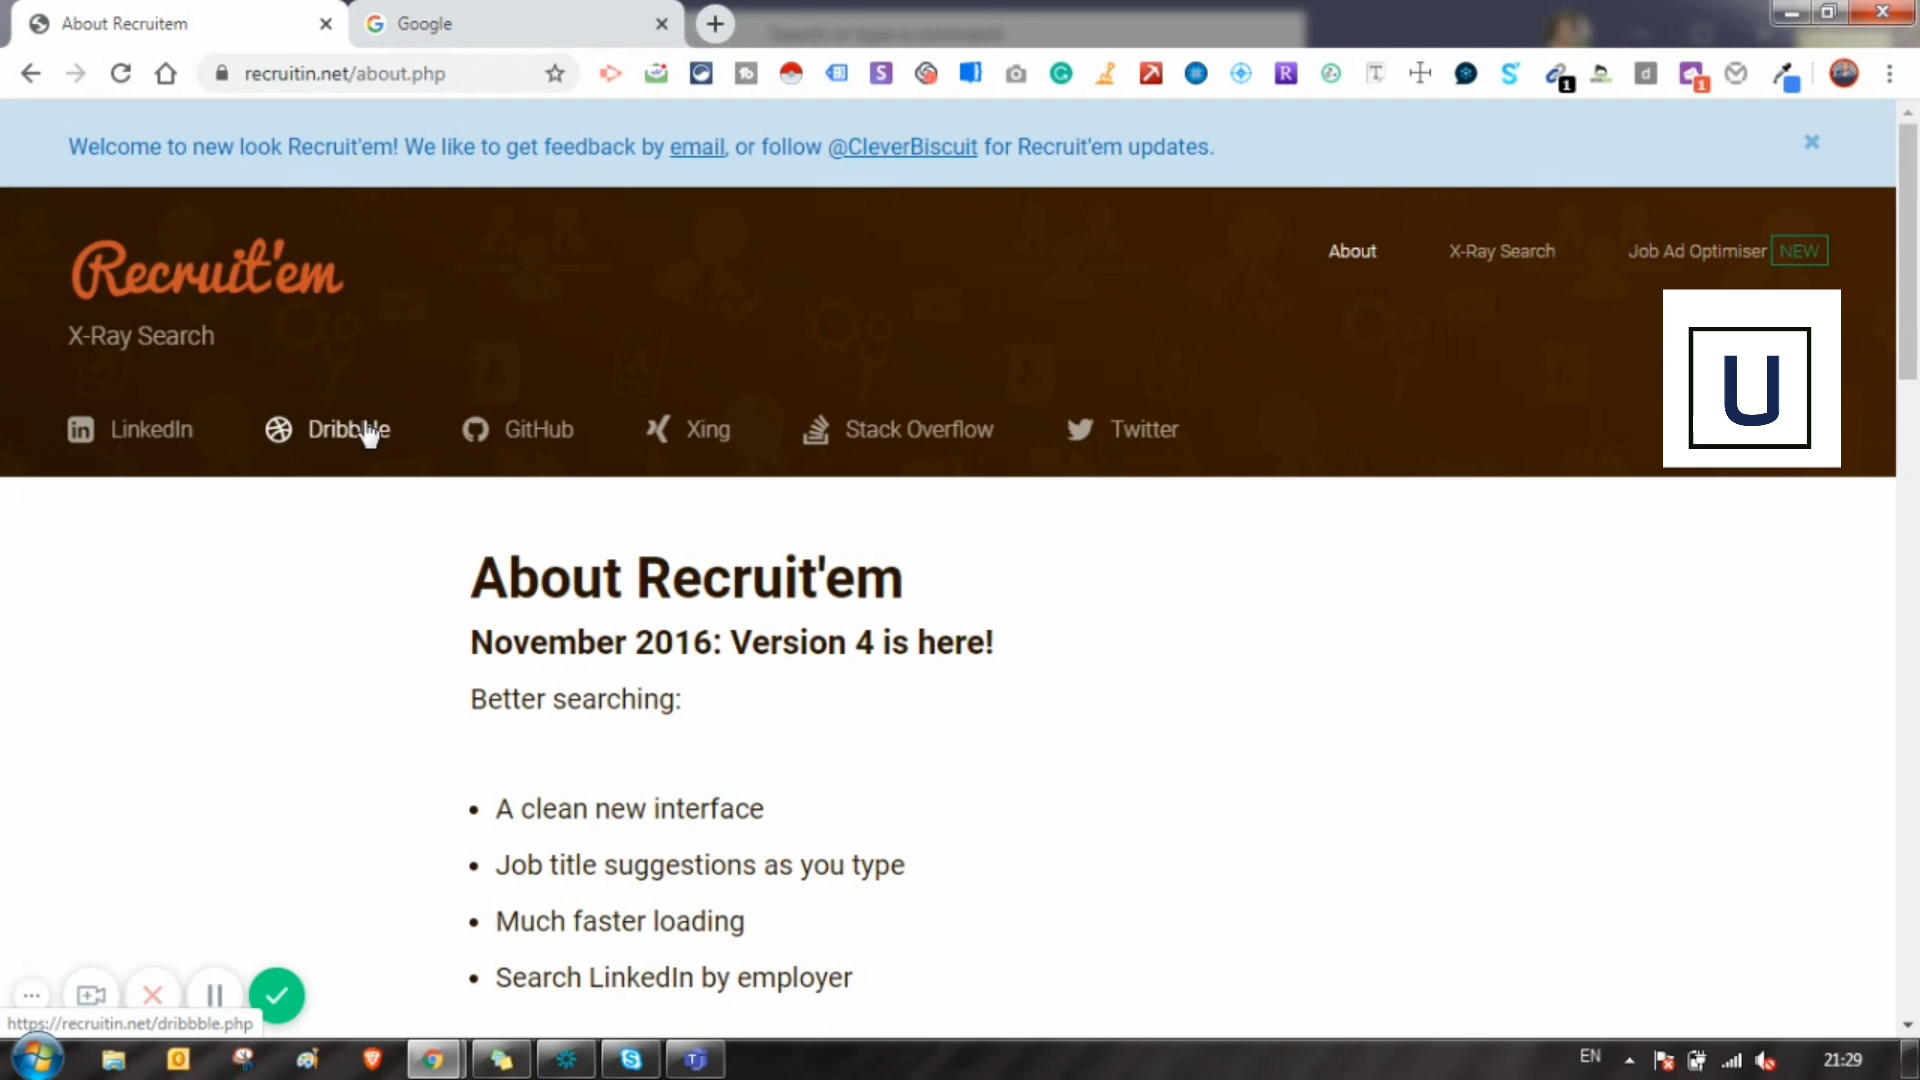 About Recruitem
Google
recruitin.net/about.php
Welcome to new look Recruit'em! We like to get feedback by email, or follow @CleverBiscuit for Recruit'em updates.
Recruit'em
About
X-Ray Search
Job Ad Optimiser NEW
X-Ray Search
U
LinkedIn
Dribbble
GitHub
Xing
Stack Overflow
Twitter
About Recruit'em
November 2016: Version 4 is here!
Better searching:
• A clean new interface
• Job title suggestions as you type
• Much faster loading
• Search LinkedIn by employer
https://recruitin.net/dribbble.php
EN
21:29